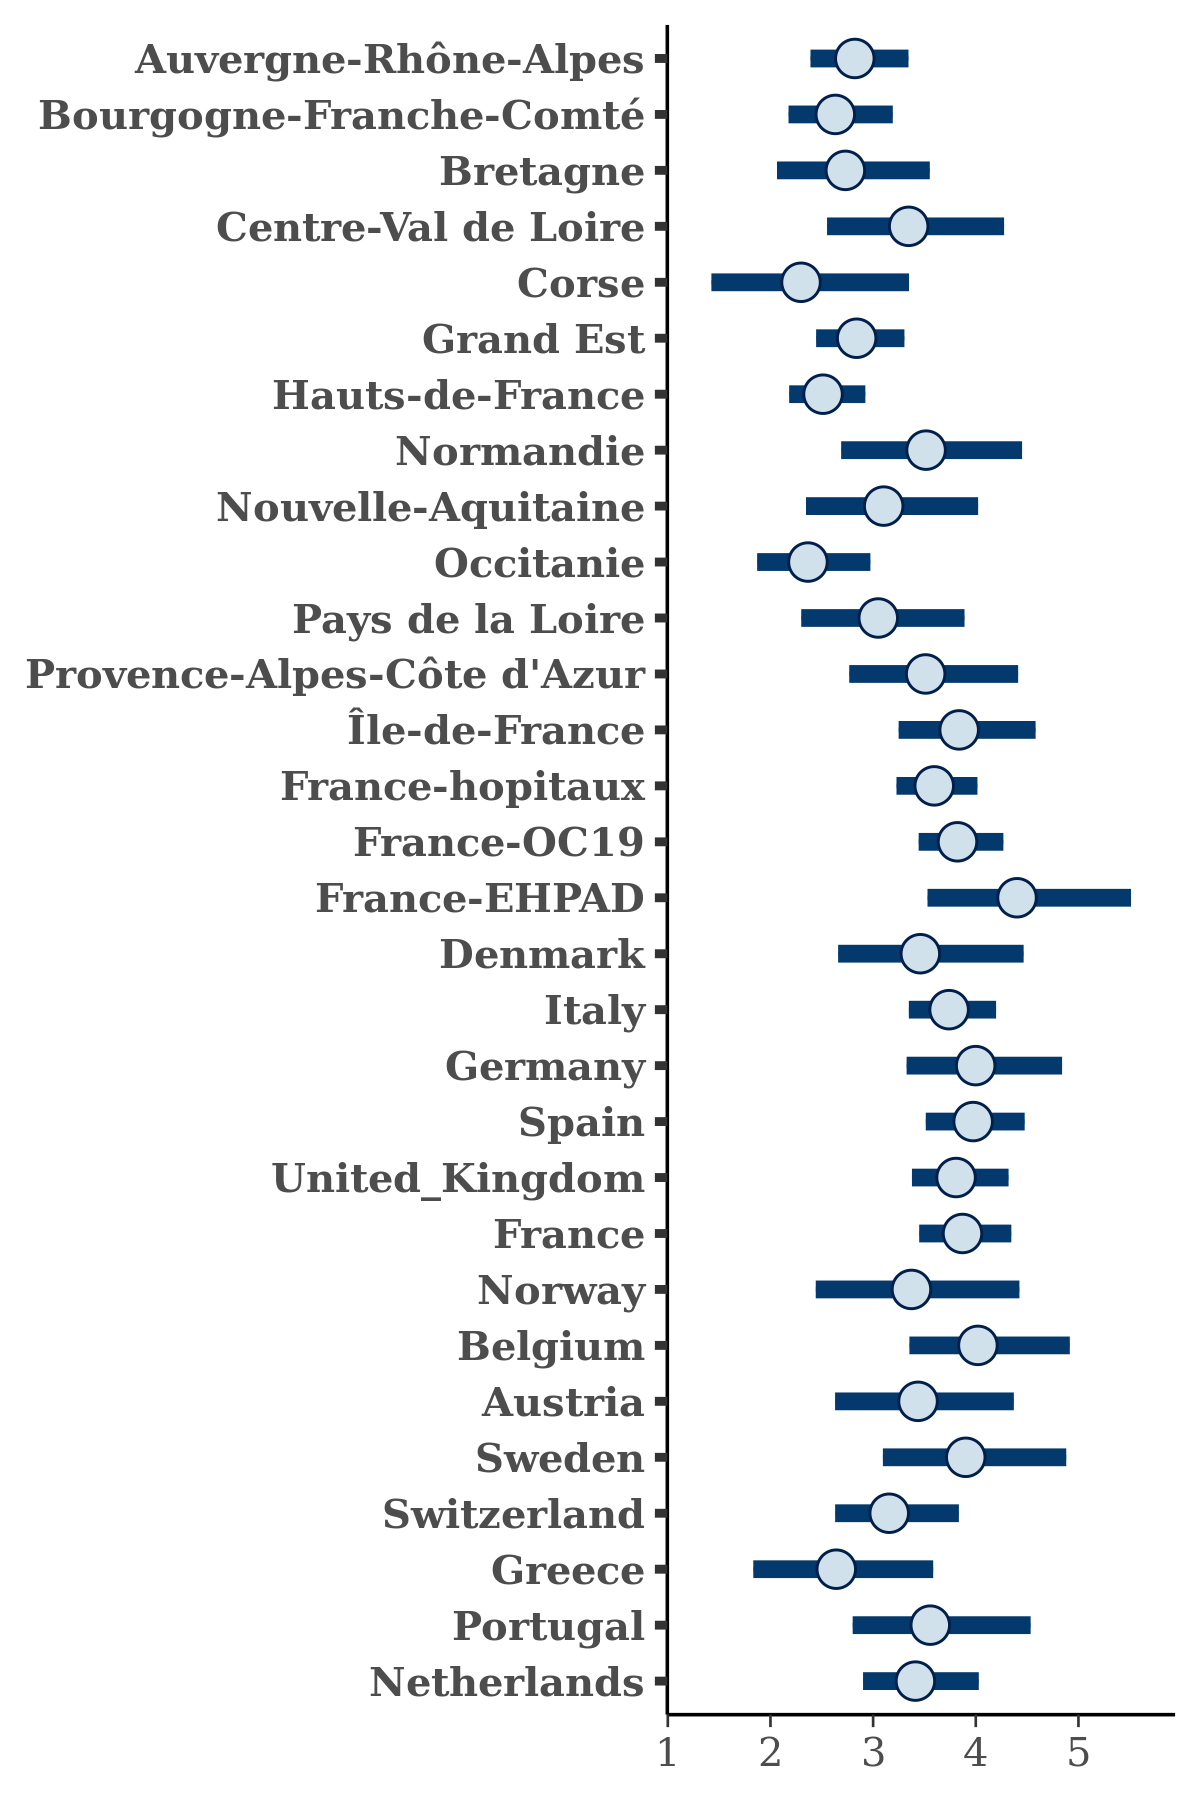 Auvergne-Rhône-Alpes
Bourgogne-Franche-Comté
Bretagne
Centre-Val de Loire
Corse
Grand Est
Hauts-de-France
Normandie
Nouvelle-Aquitaine
Occitanie
Pays de la Loire
Provence-Alpes-Côte d'Azur
Île-de-France
France-hopitaux
France-OC19
France-EHPAD
Denmark
Italy
Germany
Spain
United_Kingdom
France
Norway
Belgium
Austria
Sweden
Switzerland
Greece
Portugal
Netherlands
1 2 3 4 5